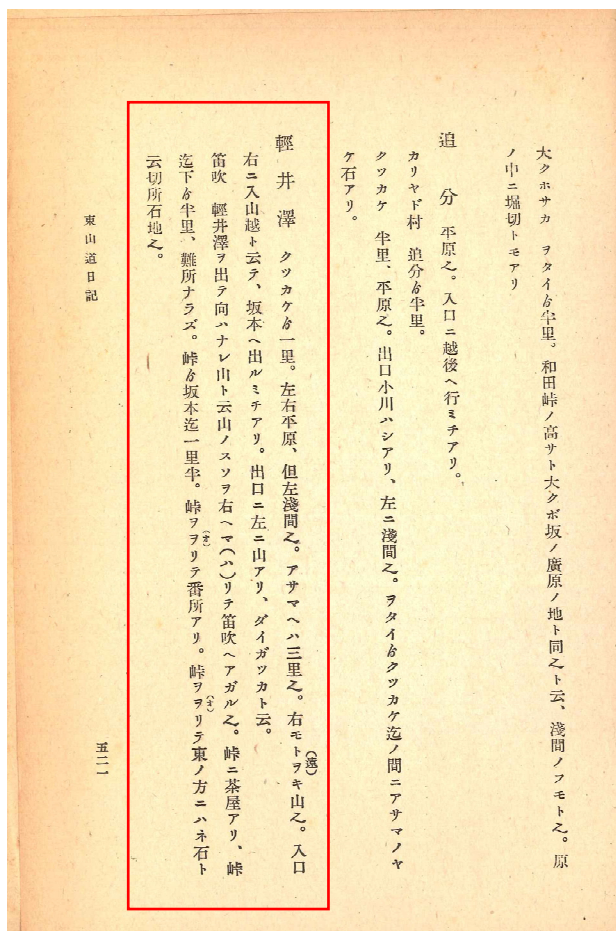 大クホサカ　ヲタイゟ半里。和田峠ノ高サト大クボ坂ノ廣原ノ地ト同之ト云、淺間ノフモト之。原
ノ中ニ堀切トモアリ
追　分　平原之。入口ニ越後ヘ行ミチアリ。
カリヤド村　追分ゟ半里。
クツカケ　半里、平原之。出口小川ハシアリ、左ニ淺間之。ヲタイゟクツカケ迄ノ間ニアサマノヤ
ケ石アリ。
輕井澤　クツカケゟ一里。左右平原、但左淺間之。アサマヘハ三里之。右モトヲキ(遠)山之。入口
右ニ入山越ト云テ、坂本ヘ出ルミチアリ。出口ニ左ニ山アリ、ダイガツカト云。
笛吹　輕井澤ヲ出テ向ハナレ山ト云山ノスソヲ右ヘマ(ハ)リテ笛吹ヘアガル之。峠ニ茶屋アリ、峠
迄下ゟ半里、難所ナラズ。峠ゟ坂本迄一里半。峠ヲヲ(オ)リテ番所アリ。峠ヲヲ(オ)リテ東ノ方ニハネ石ト
云切所石地之。
東山道日記
五二一